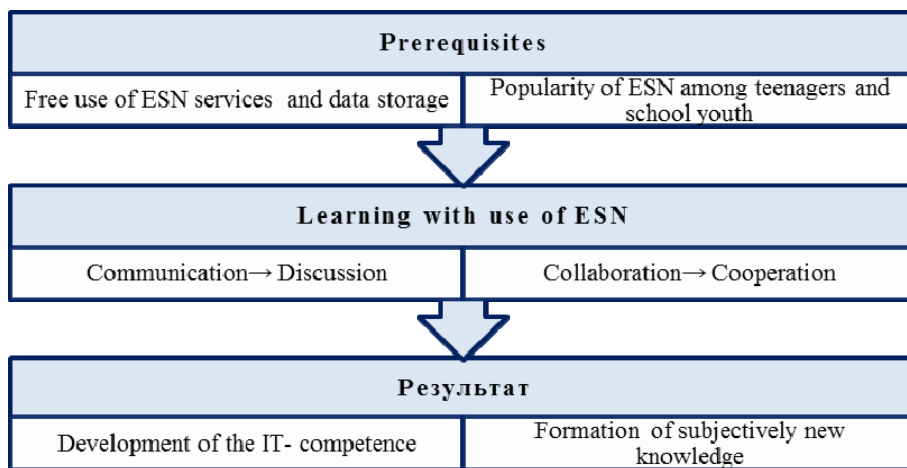 Prerequisites
Free use of ESN services and data storage
Popularity of ESN among teenagers and
school youth
Learning with use of ESN
Communication→ Discussion
Collaboration→ Cooperation
Результат
Development of the IT- competence
Formation of subjectively new
knowledge